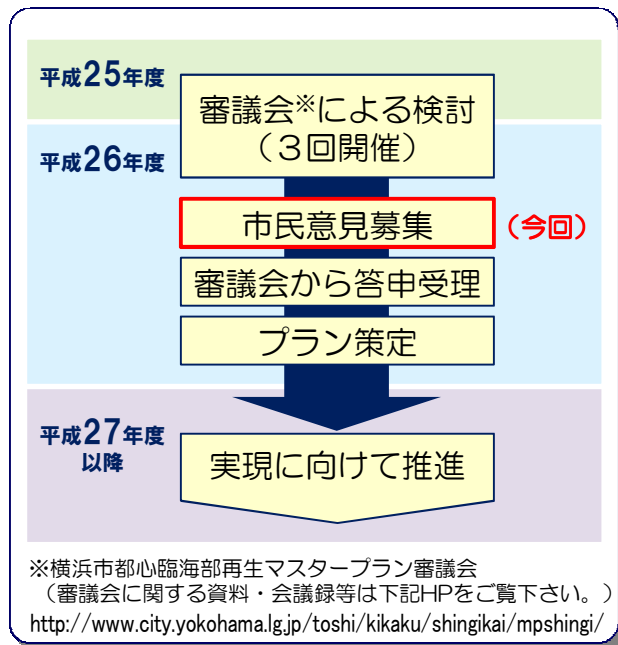 平成25年度
審議会※による検討
（３回開催）
平成26年度
市民意見募集
（今回）
審議会から答申受理
プラン策定
平成27年度
以降
実現に向けて推進
※横浜市都心臨海部再生マスタープラン審議会
（審議会に関する資料・会議録等は下記HPをご覧下さい。）
http://www.city.yokohama.lg.jp/toshi/kikaku/shingikai/mpshingi/